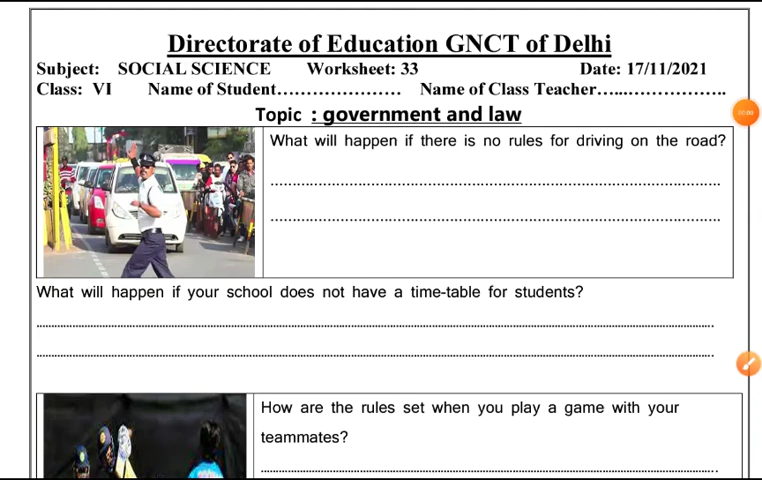 Directorate of Education GNCT of Delhi
Subject: SOCIAL SCIENCE Worksheet: 33 Date: 17/11/2021
Class: VI Name of Student………………… Name of Class Teacher…...……………..
Topic : government and law
What will happen if there is no rules for driving on the road?
00:00
What will happen if your school does not have a time-table for students?
How are the rules set when you play a game with your
teammates?